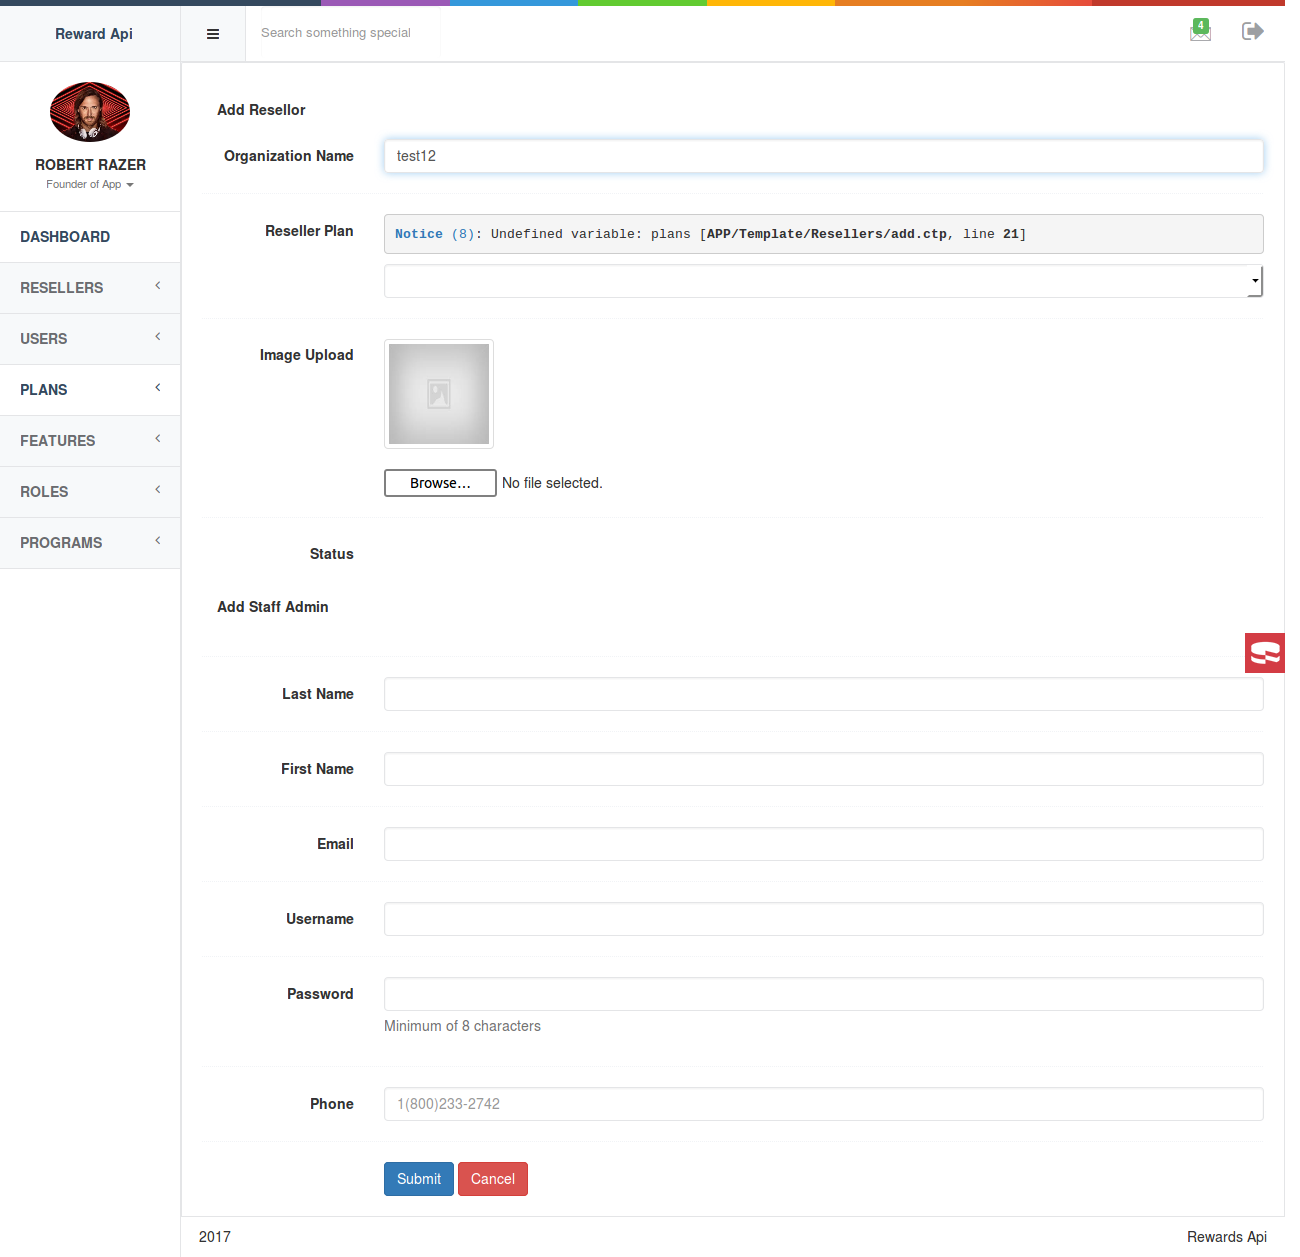 Reward Api
Search something special
4
ROBERT RAZER
Founder of App
DASHBOARD
RESELLERS
USERS
PLANS
FEATURES
ROLES
PROGRAMS
Add Resellor
Organization Name
test12
Reseller Plan
Notice (8): Undefined variable: plans [APP/Template/Resellers/add.ctp, line 21]
Image Upload
Browse... No file selected.
Status
Add Staff Admin
Last Name
First Name
Email
Username
Password
Minimum of 8 characters
Phone
1(800)233-2742
Submit Cancel
2017
Rewards Api